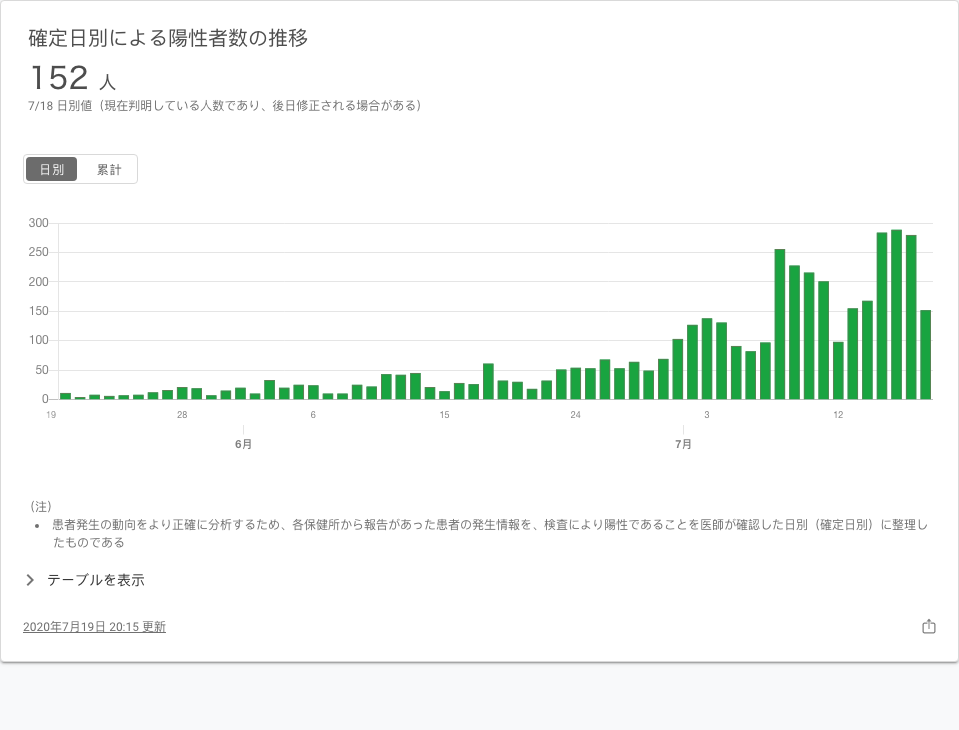 確定日別による陽性者数の推移
152 人
7/18 日別値（現在判明している人数であり、後日修正される場合がある）
日別 累計
300
250
200
150
100
50
0
19 28 6 15 24 3 12
6月 7月
（注）
• 患者発生の動向をより正確に分析するため、各保健所から報告があった患者の発生情報を、検査により陽性であることを医師が確認した日別（確定日別）に整理し
たものである
テーブルを表示
2020年7月19日 20:15 更新